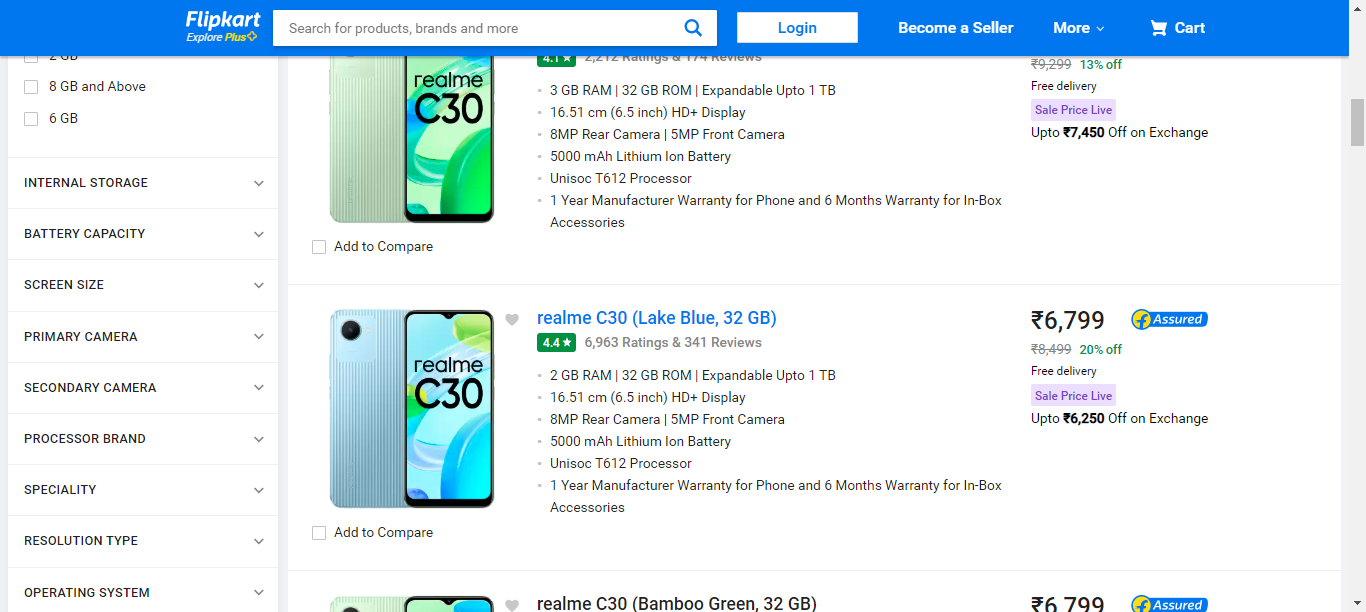 Flipkart
Explore Plus
Search for products, brands and more
Login
Become a Seller
More
Cart
2 GB
8 GB and Above
6 GB
INTERNAL STORAGE
BATTERY CAPACITY
SCREEN SIZE
PRIMARY CAMERA
SECONDARY CAMERA
PROCESSOR BRAND
SPECIALITY
RESOLUTION TYPE
OPERATING SYSTEM
realme
C30
Add to Compare
4.1 2,212 Ratings & 174 Reviews
3 GB RAM | 32 GB ROM | Expandable Upto 1 TB
16.51 cm (6.5 inch) HD+ Display
8MP Rear Camera | 5MP Front Camera
5000 mAh Lithium Ion Battery
Unisoc T612 Processor
1 Year Manufacturer Warranty for Phone and 6 Months Warranty for In-Box
Accessories
₹9,299 13% off
Free delivery
Sale Price Live
Upto ₹7,450 Off on Exchange
realme
C30
Add to Compare
realme C30 (Lake Blue, 32 GB)
4.4 6,963 Ratings & 341 Reviews
2 GB RAM | 32 GB ROM | Expandable Upto 1 TB
16.51 cm (6.5 inch) HD+ Display
8MP Rear Camera | 5MP Front Camera
5000 mAh Lithium Ion Battery
Unisoc T612 Processor
1 Year Manufacturer Warranty for Phone and 6 Months Warranty for In-Box
Accessories
₹6,799 Assured
₹8,499 20% off
Free delivery
Sale Price Live
Upto ₹6,250 Off on Exchange
realme C30 (Bamboo Green, 32 GB)
₹6,799 Assured